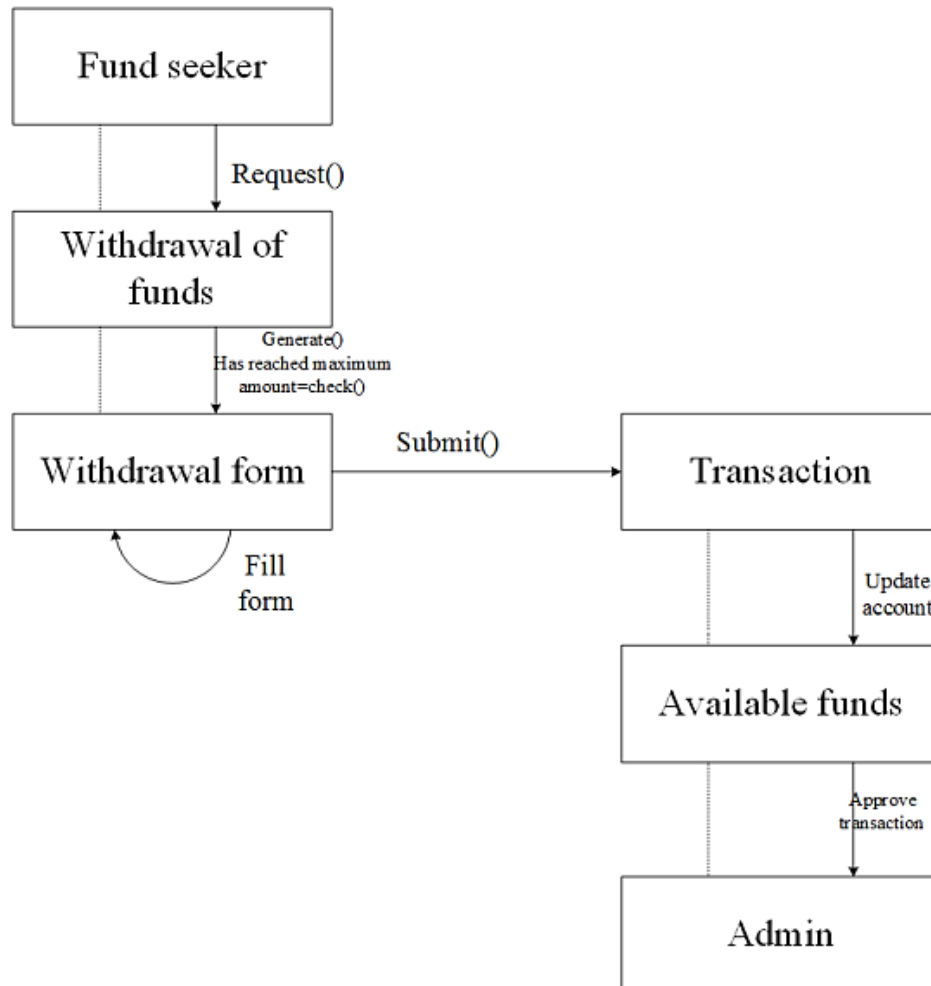 Fund seeker
Request()
Withdrawal of
funds
Generate()
Has reached maximum
amount=check()
Withdrawal form
Submit()
Transaction
Fill
form
Update
account
Available funds
Approve
transaction
Admin